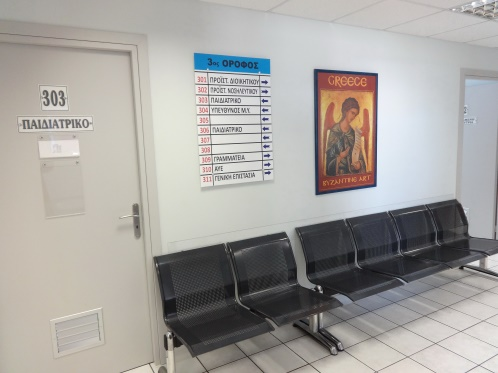 303
ΠΑΙΔΙΑΤΡΙΚΟ
3ος ΟΡΟΦΟΣ
301 ΠΡΟΪΣΤ. ΔΙΟΙΚΗΤΙΚΟΥ
302 ΠΡΟΪΣΤ. ΝΟΣΗΛΕΥΤΙΚΟΥ
303 ΠΑΙΔΙΑΤΡΙΚΟ
304 ΥΠΕΥΘΥΝΟΣ Μ.Υ.
305
306 ΠΑΙΔΙΑΤΡΙΚΟ
307
308
309 ΓΡΑΜΜΑΤΕΙΑ
310 ΑΥΕ
311 ΓΕΝΙΚΗ ΕΠΙΣΤΑΣΙΑ
GREECE
BYZANTINE ART